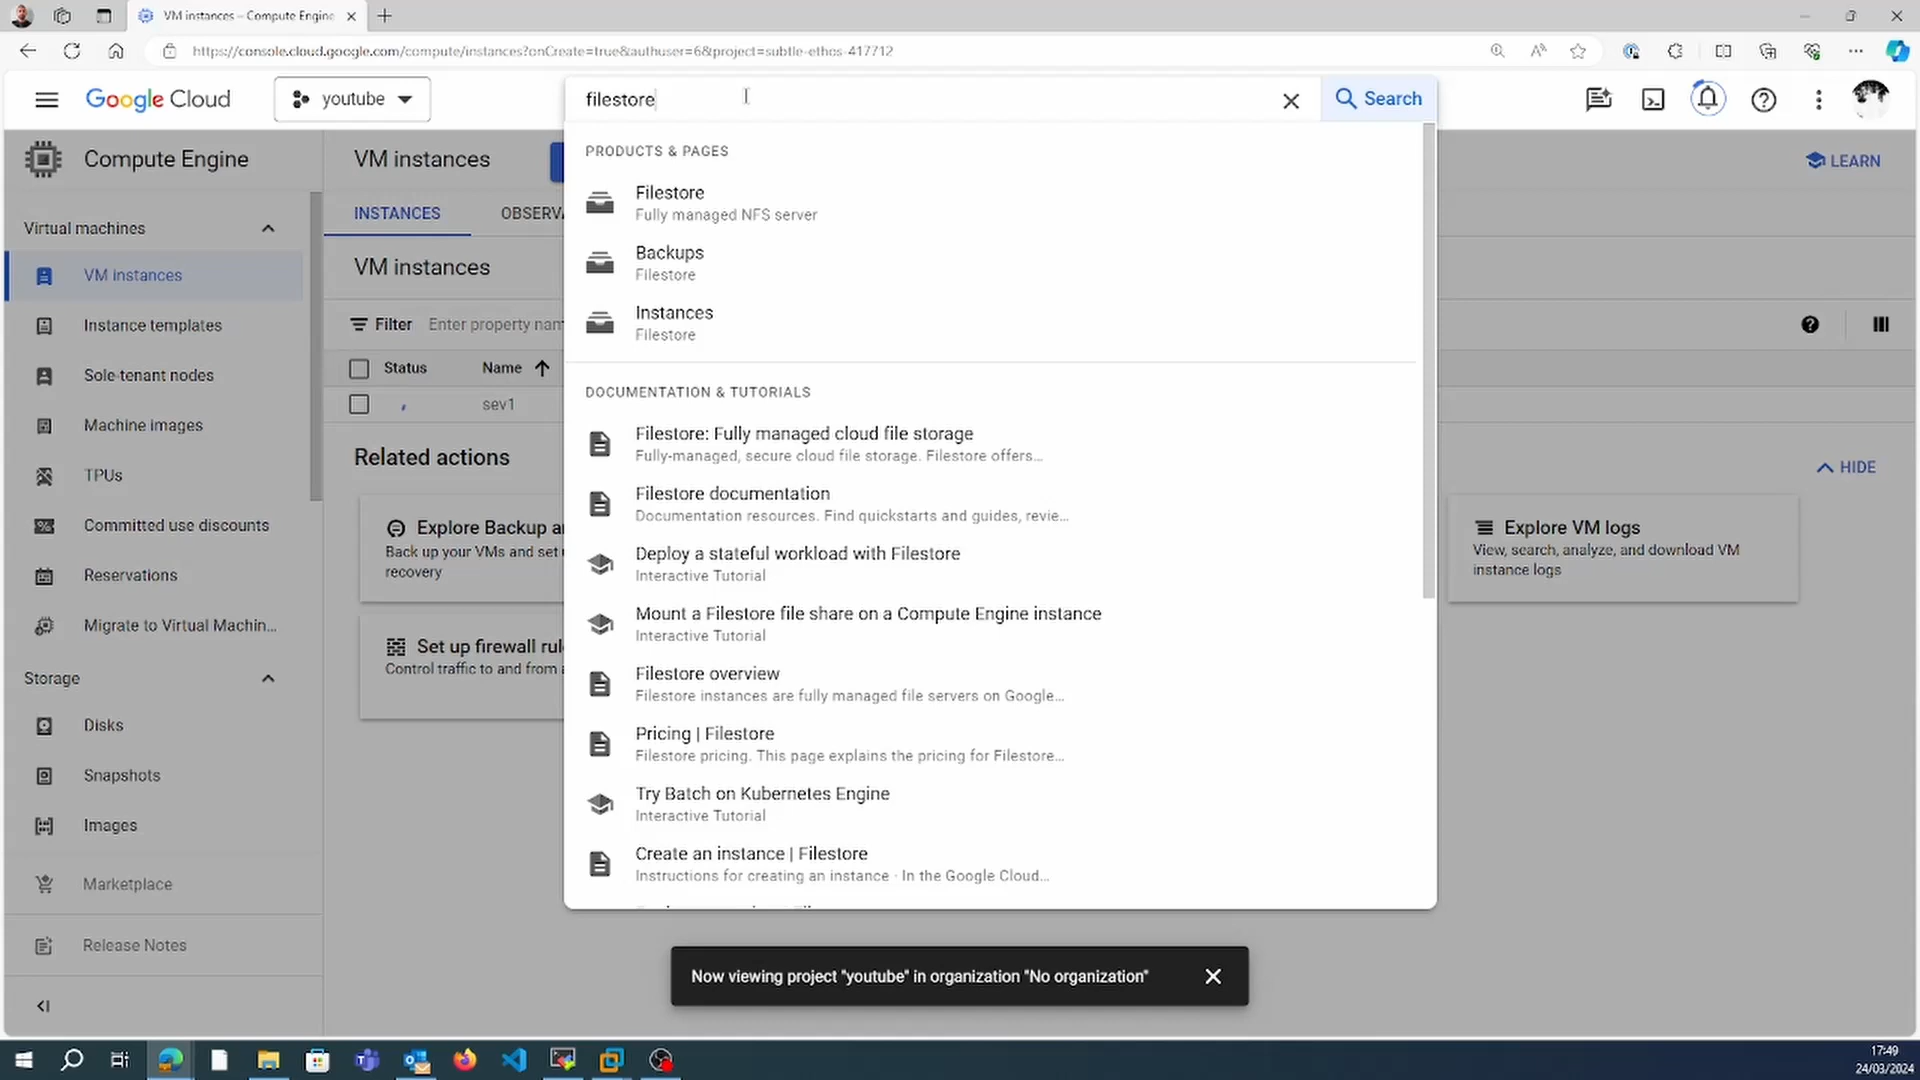 VM instances – Compute Engine
https://console.cloud.google.com/compute/instances?onCreate=true&authuser=6&project=subtle-ethos-417712
Google Cloud
youtube
filestore
Search
Compute Engine
VM instances
LEARN
PRODUCTS & PAGES
Filestore
Fully managed NFS server
Backups
Filestore
Instances
Filestore
DOCUMENTATION & TUTORIALS
Filestore: Fully managed cloud file storage
Fully-managed, secure cloud file storage. Filestore offers...
Filestore documentation
Documentation resources. Find quickstarts and guides, revie...
Deploy a stateful workload with Filestore
Interactive Tutorial
Mount a Filestore file share on a Compute Engine instance
Interactive Tutorial
Filestore overview
Filestore instances are fully managed file servers on Google...
Pricing | Filestore
Filestore pricing. This page explains the pricing for Filestore...
Try Batch on Kubernetes Engine
Interactive Tutorial
Create an instance | Filestore
Instructions for creating an instance · In the Google Cloud...
Virtual machines
VM instances
Instance templates
Sole-tenant nodes
Machine images
TPUs
Committed use discounts
Reservations
Migrate to Virtual Machin...
Storage
Disks
Snapshots
Images
Marketplace
Release Notes
INSTANCES
OBSERVA
VM instances
Filter
Enter property nam
Status
Name
sev1
Related actions
HIDE
Explore Backup a
Back up your VMs and set
recovery
Set up firewall rul
Control traffic to and from a
Explore VM logs
View, search, analyze, and download VM
instance logs
Now viewing project "youtube" in organization "No organization"
17:49
24/03/2024